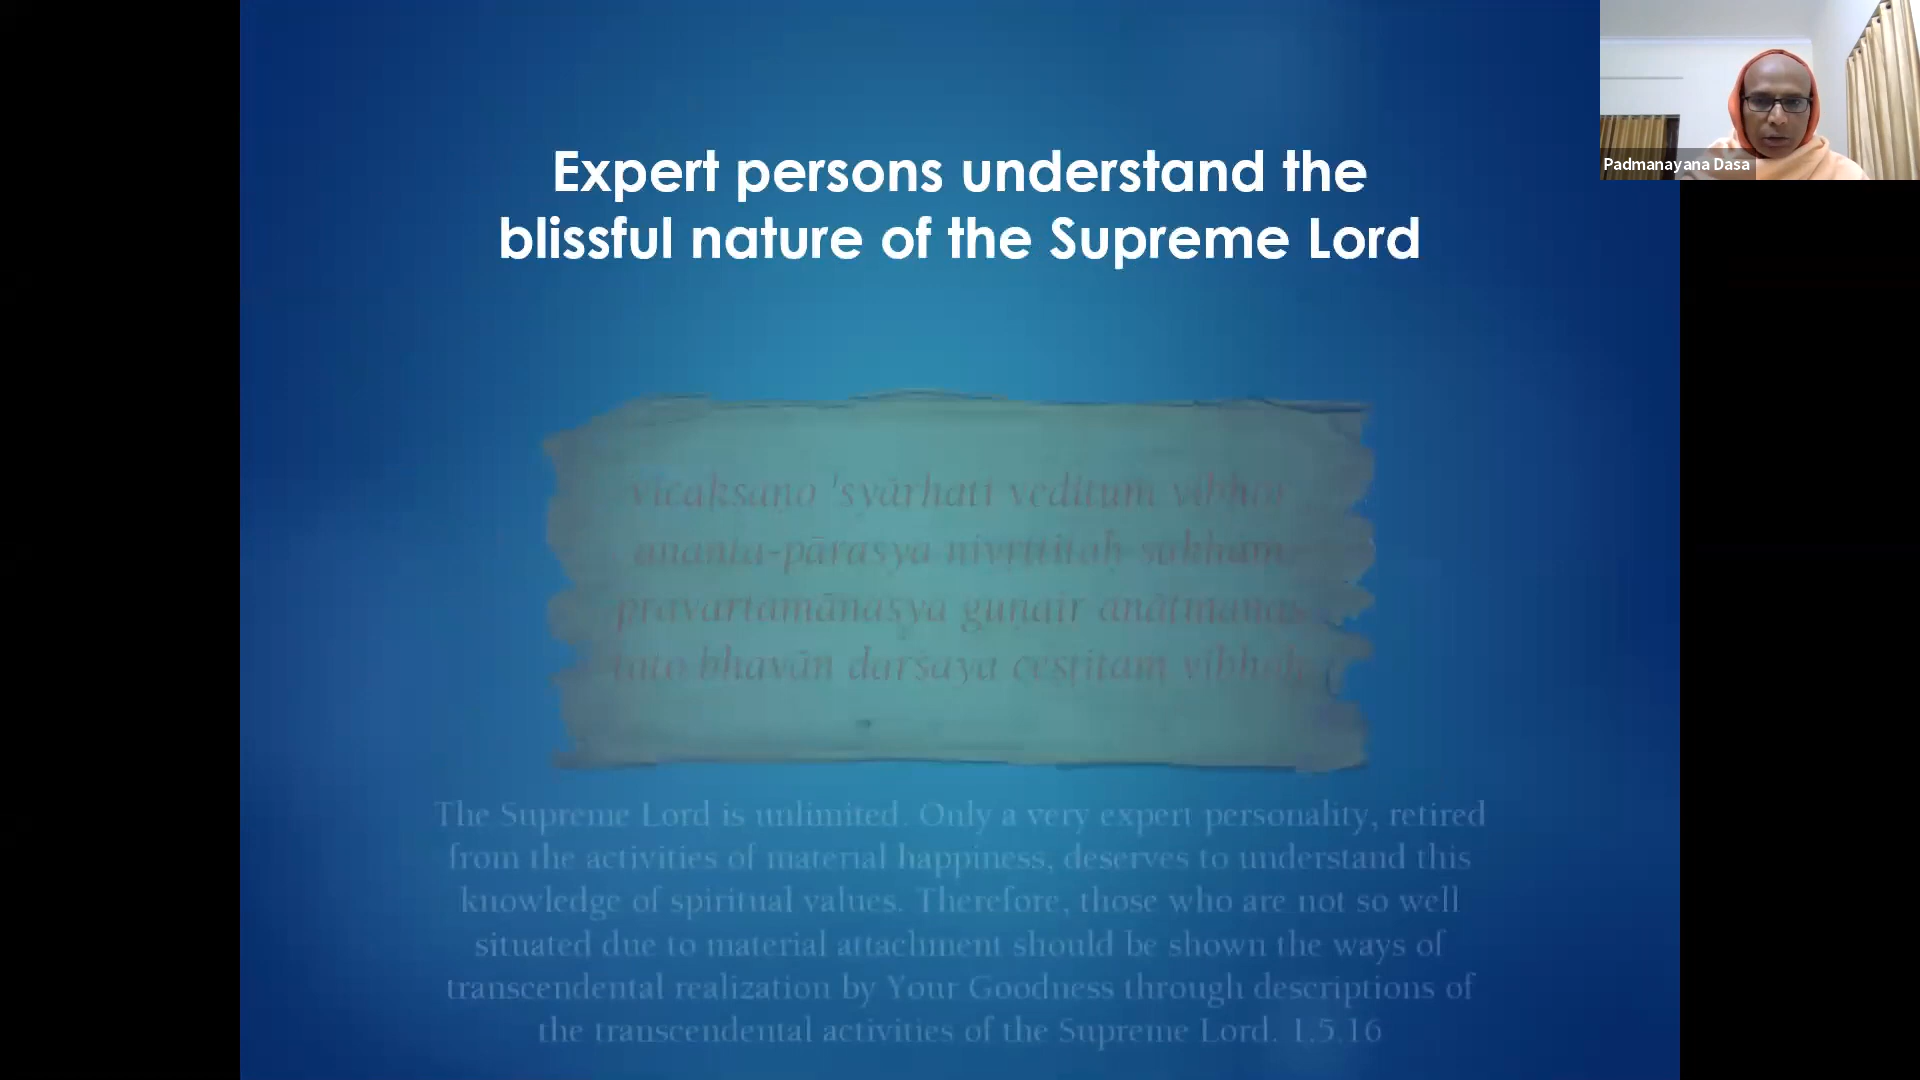 Expert persons understand the
blissful nature of the Supreme Lord
Padmanayana Dasa
vicakṣaṇo 'syārhati vedituṁ vibhor
ananta-pārasya nivṛttitaḥ sukham
pravartamānasya guṇair anātmanas
tato bhavān darśaya ceṣṭitaṁ vibhoḥ
The Supreme Lord is unlimited. Only a very expert personality, retired
from the activities of material happiness, deserves to understand this
knowledge of spiritual values. Therefore, those who are not so well
situated due to material attachment should be shown the ways of
transcendental realization by Your Goodness through descriptions of
the transcendental activities of the Supreme Lord. 1.5.16